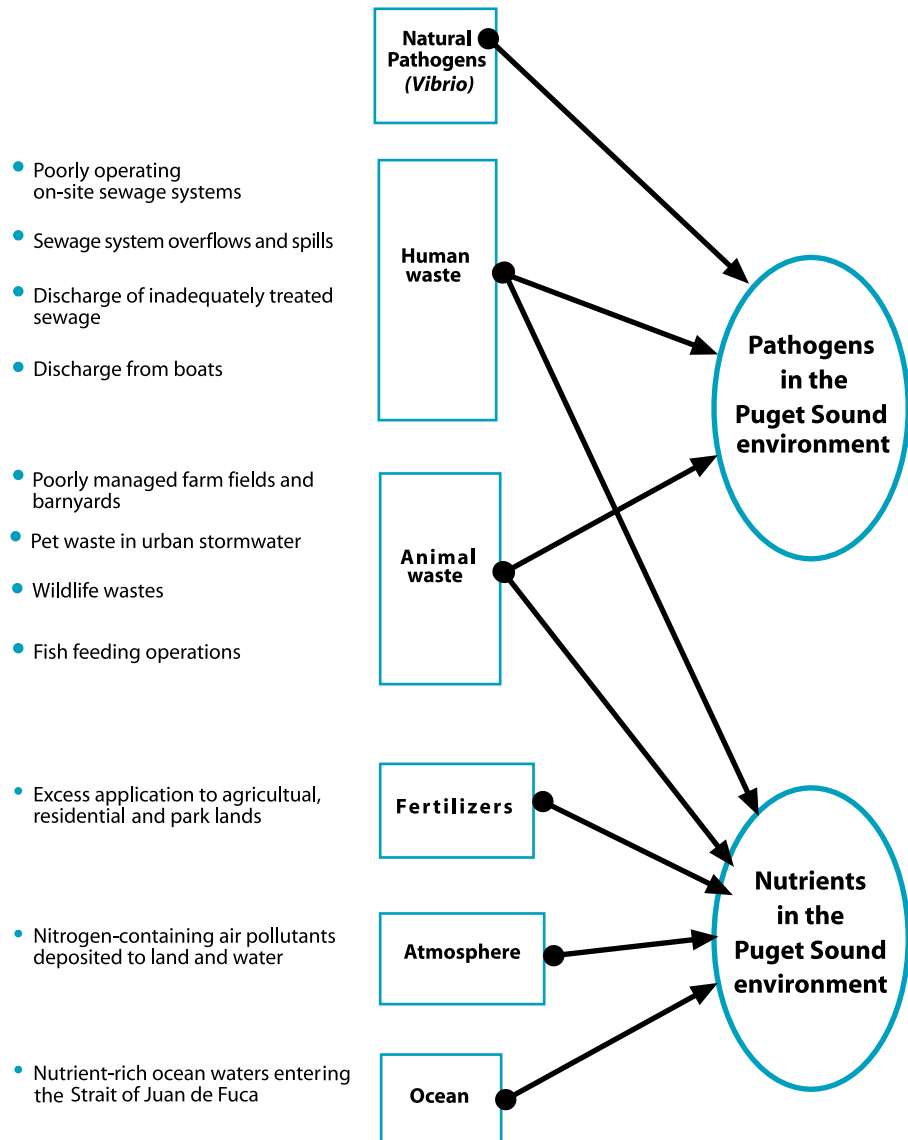 Natural
Pathogens
(Vibrio)
Poorly operating
on-site sewage systems
Sewage system overflows and spills
Discharge of inadequately treated
sewage
Discharge from boats
Human
waste
Pathogens
in the
Puget Sound
environment
Poorly managed farm fields and
barnyards
Pet waste in urban stormwater
Wildlife wastes
Fish feeding operations
Animal
waste
Excess application to agricultual,
residential and park lands
Fertilizers
Nutrients
in the
Puget Sound
environment
Nitrogen-containing air pollutants
deposited to land and water
Atmosphere
Nutrient-rich ocean waters entering
the Strait of Juan de Fuca
Ocean